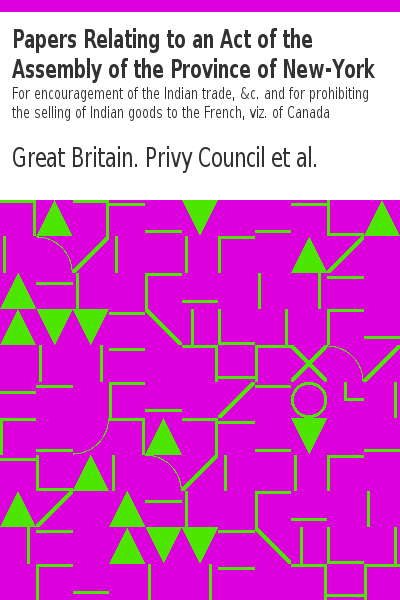 Papers Relating to an Act of the
Assembly of the Province of New-York
For encouragement of the Indian trade, &c. and for prohibiting
the selling of Indian goods to the French, viz. of Canada
Great Britain. Privy Council et al.